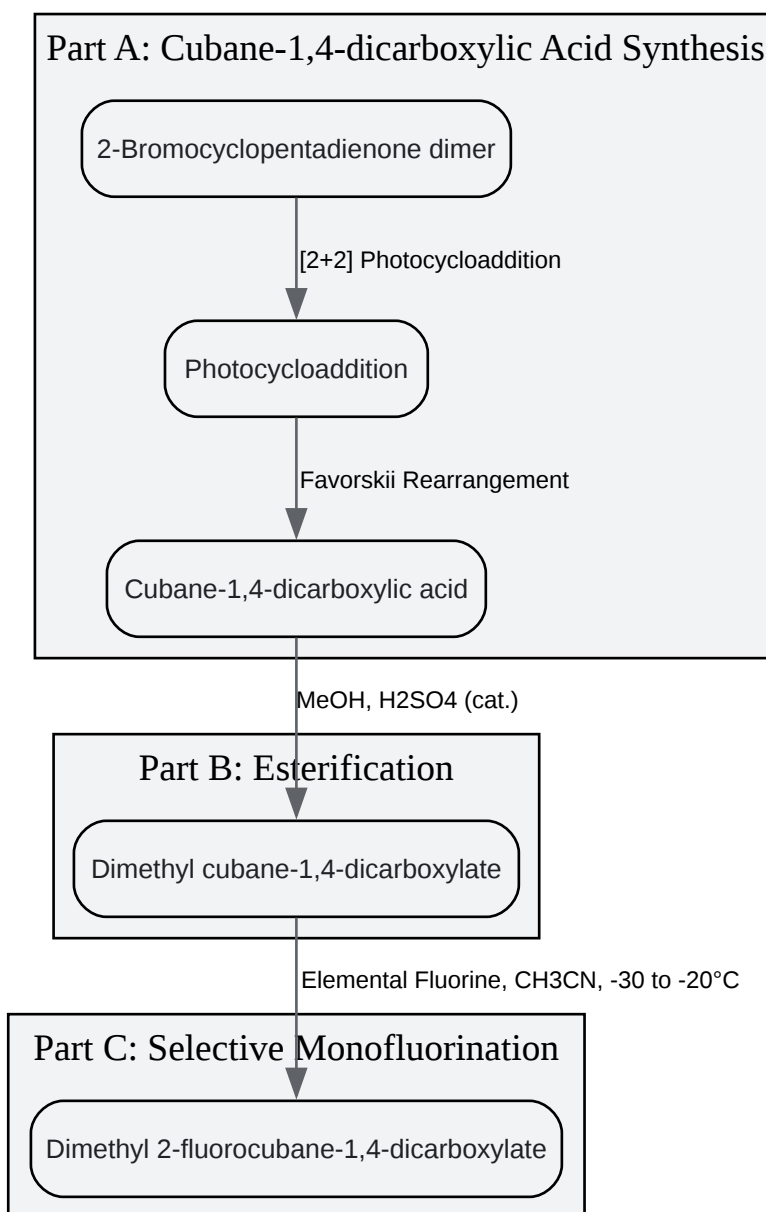 Part A: Cubane-1,4-dicarboxylic Acid Synthesis
2-Bromocyclopentadienone dimer
[2+2] Photocycloaddition
Photocycloaddition
Favorskii Rearrangement
Cubane-1,4-dicarboxylic acid
MeOH, H2SO4 (cat.)
Part B: Esterification
Dimethyl cubane-1,4-dicarboxylate
Elemental Fluorine, CH3CN, -30 to -20°C
Part C: Selective Monofluorination
Dimethyl 2-fluorocubane-1,4-dicarboxylate